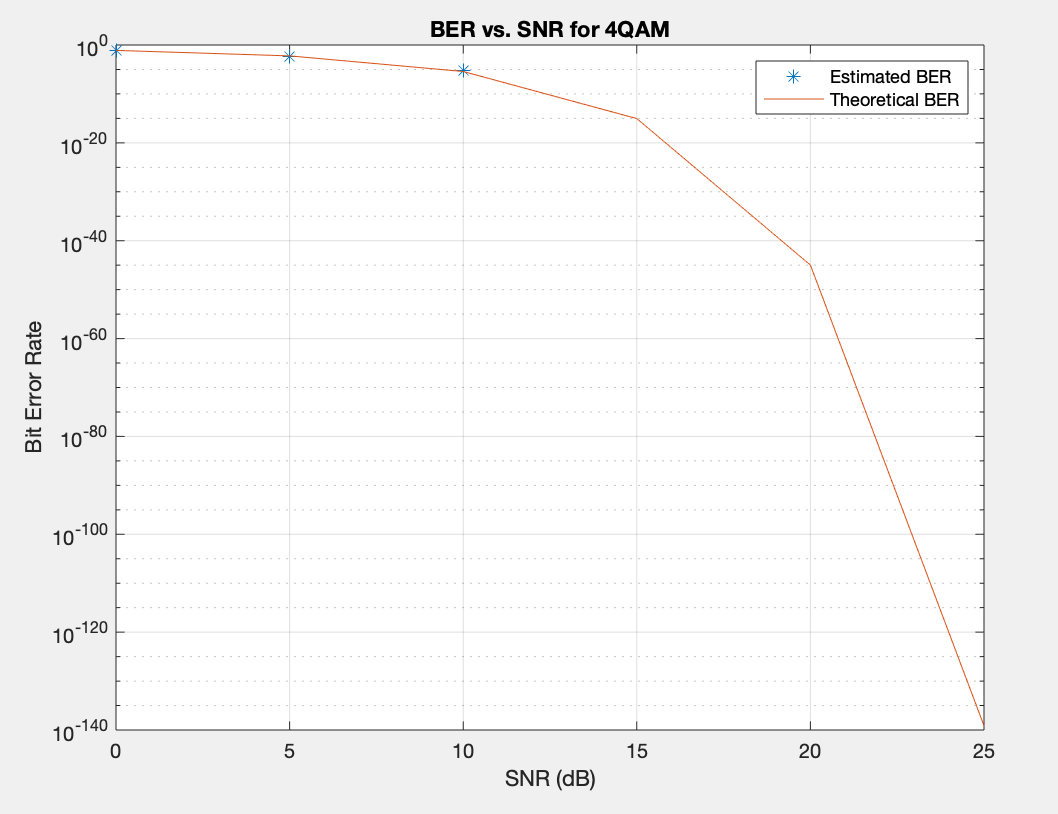 BER vs. SNR for 4QAM
Estimated BER
Theoretical BER
Bit Error Rate
10^0
10^-20
10^-40
10^-60
10^-80
10^-100
10^-120
10^-140
0 5 10 15 20 25
SNR (dB)